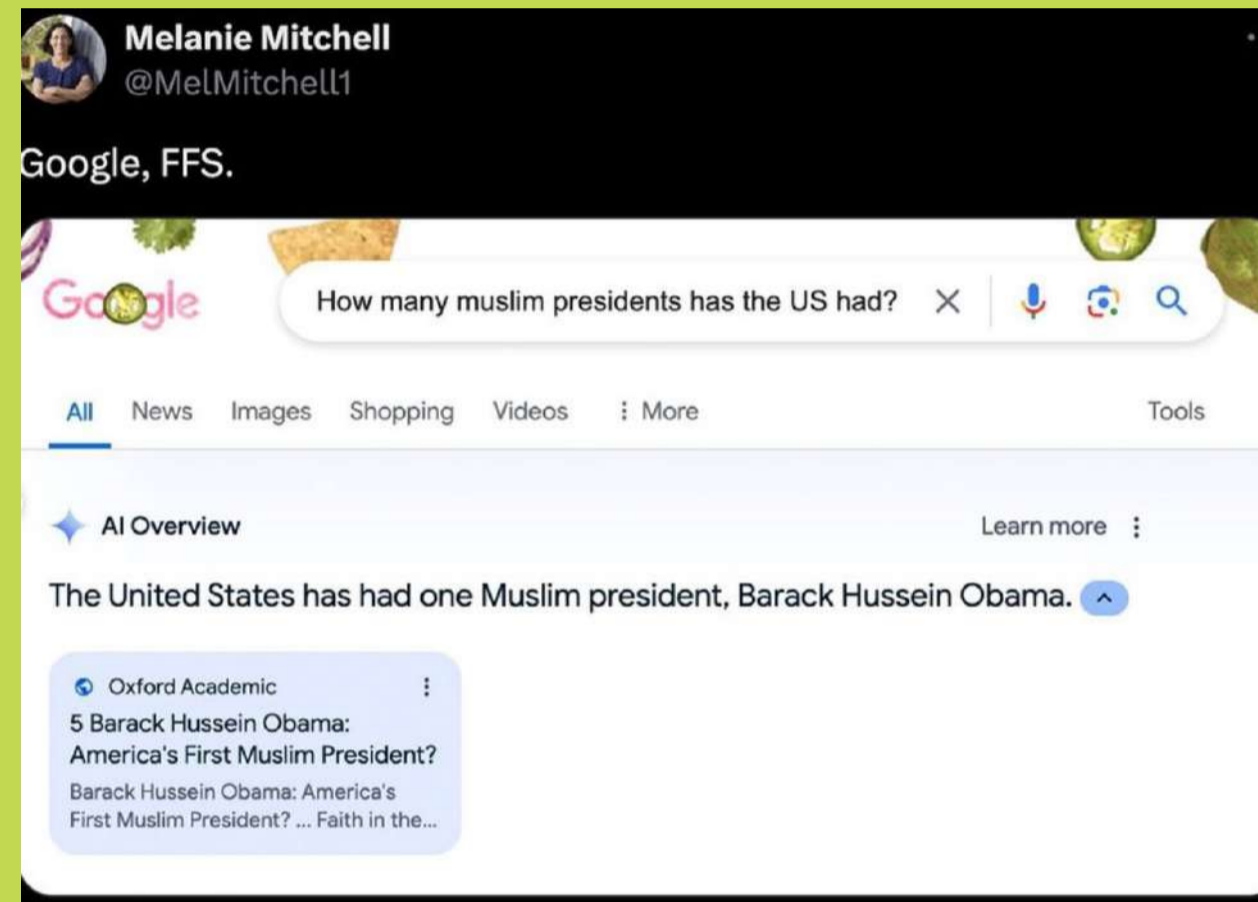 Melanie Mitchell
@MelMitchell1
Google, FFS.
Google
How many muslim presidents has the US had?
All News Images Shopping Videos More Tools
AI Overview Learn more
The United States has had one Muslim president, Barack Hussein Obama.
Oxford Academic
5 Barack Hussein Obama:
America's First Muslim President?
Barack Hussein Obama: America's
First Muslim President? ... Faith in the...